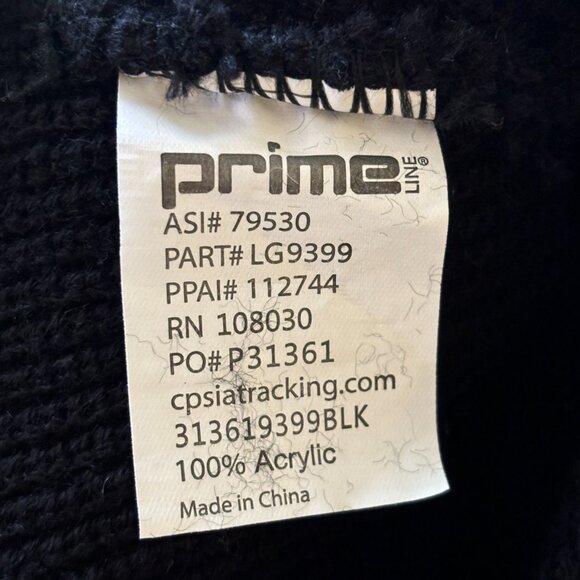 prime LINE®
ASI# 79530
PART# LG9399
PPAI# 112744
RN 108030
PO# P31361
cpsiatracking.com
313619399BLK
100% Acrylic
Made in China